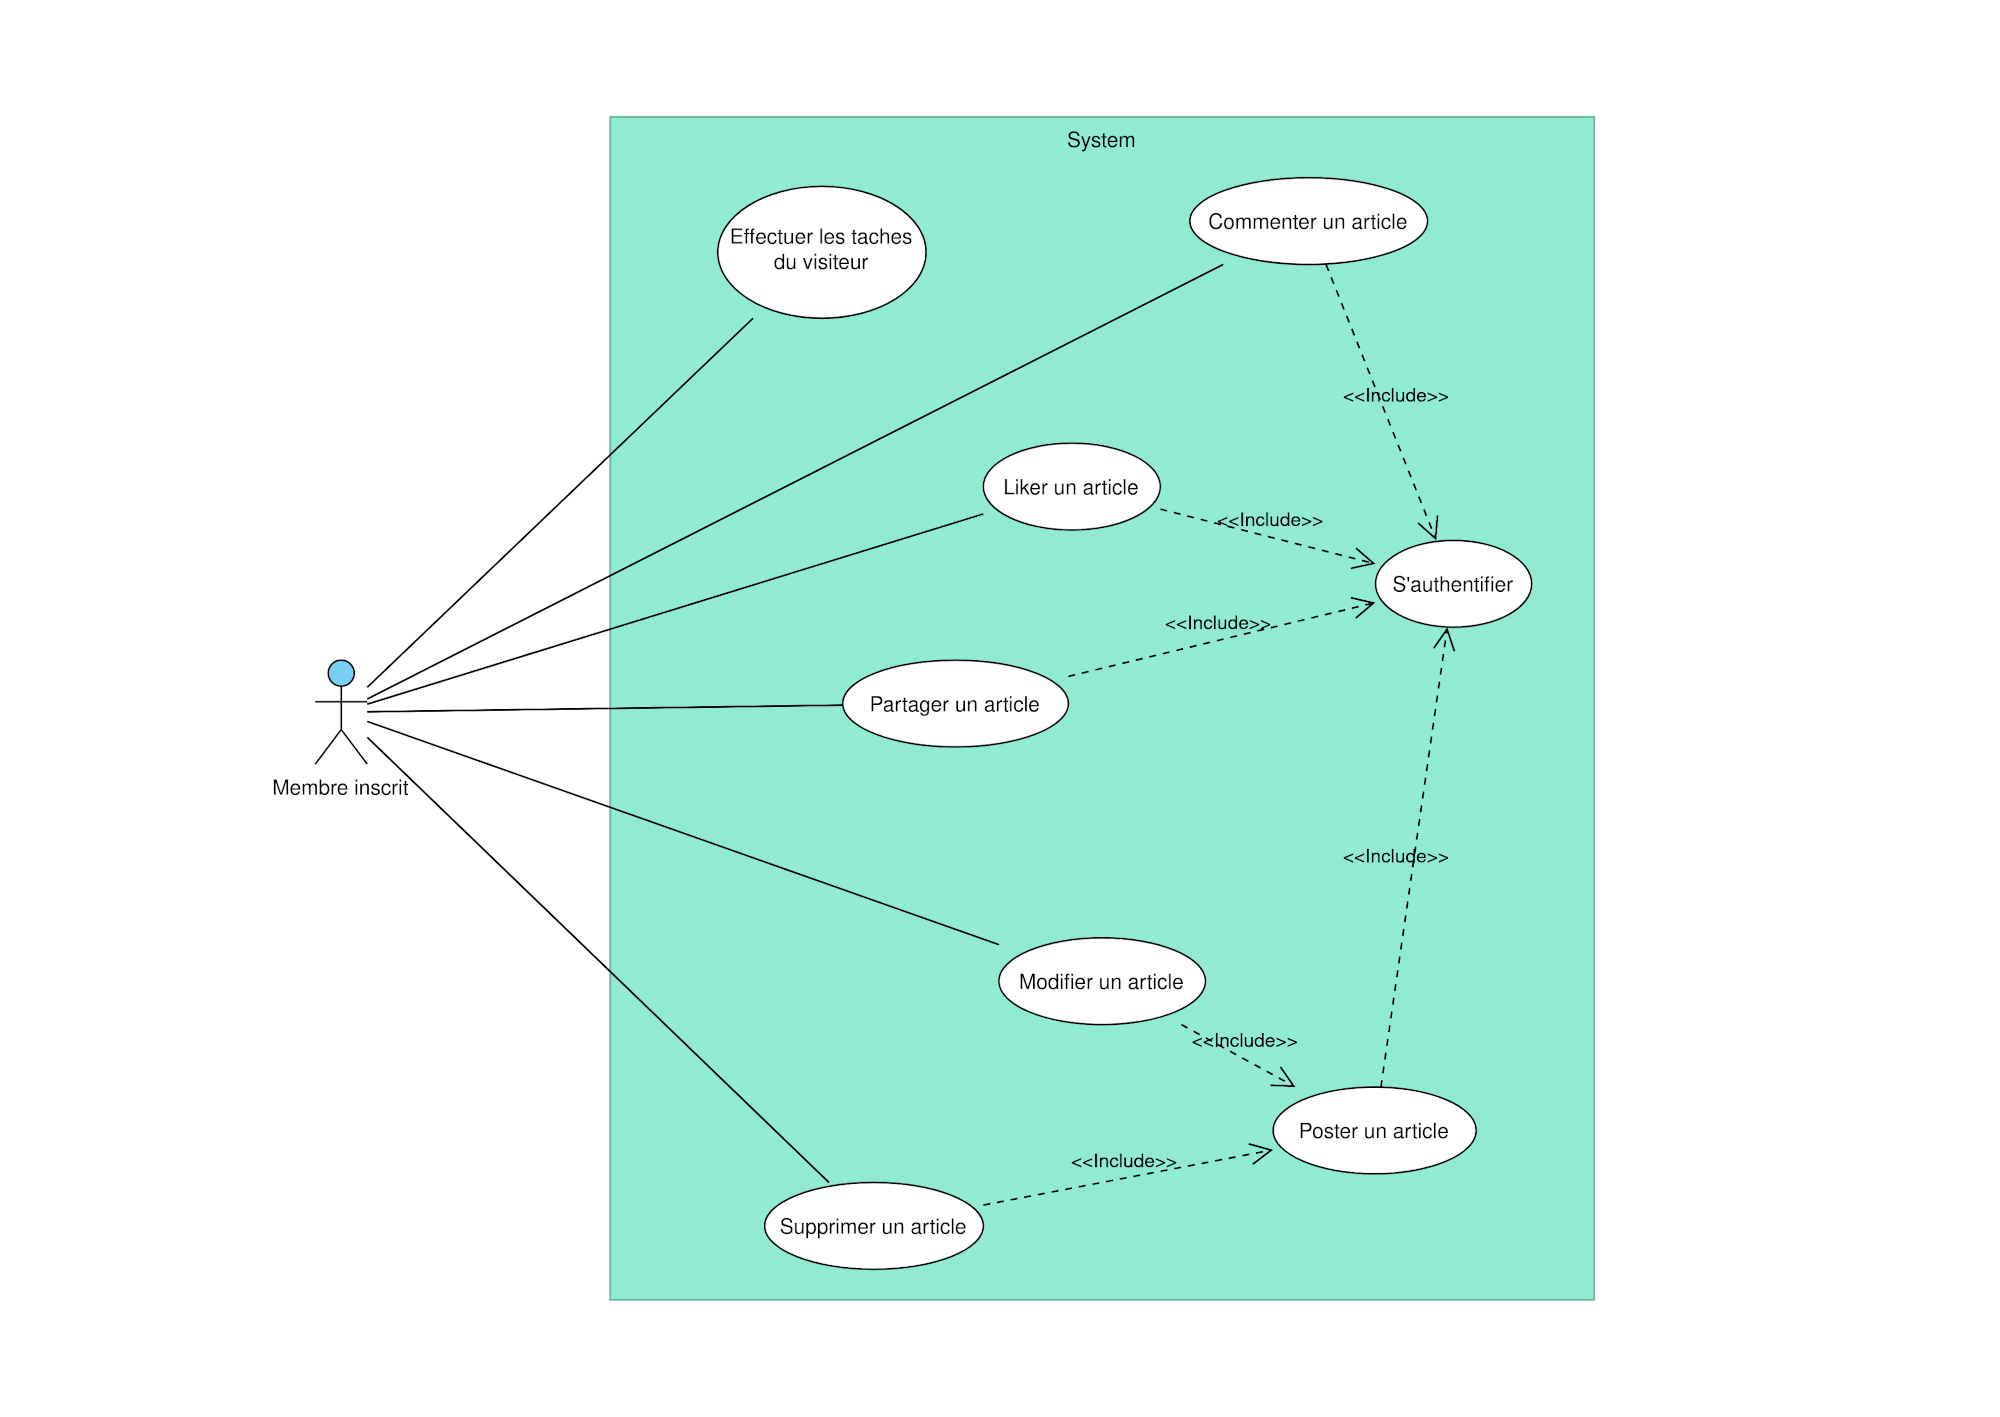 System
Effectuer les taches
du visiteur
Commenter un article
<<Include>>
Liker un article
<<Include>>
S'authentifier
<<Include>>
Partager un article
Membre inscrit
<<Include>>
Modifier un article
<<Include>>
Poster un article
<<Include>>
Supprimer un article